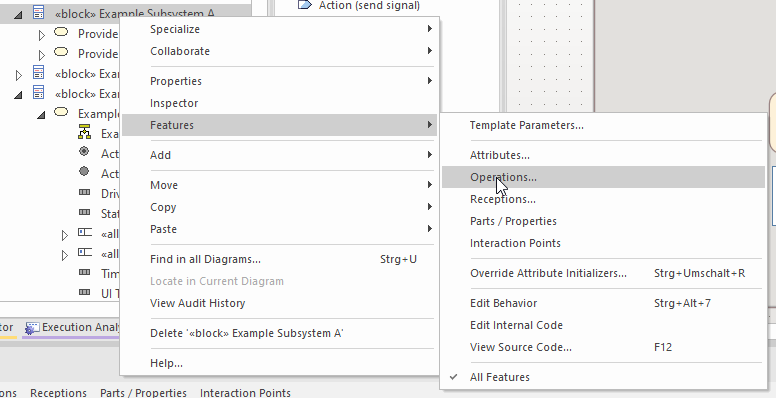 «block» Example Subsystem A
Action (send signal)
Provide
Provide
«block» Exa
«block» Exa
Example
Exa
Act
Act
Driv
Stat
«all
«all
Tim
UI T
Specialize
Collaborate
Properties
Inspector
Features
Add
Move
Copy
Paste
Find in all Diagrams... Strg+U
Locate in Current Diagram
View Audit History
Delete '«block» Example Subsystem A'
Help...
Template Parameters...
Attributes...
Operations...
Receptions...
Parts / Properties
Interaction Points
Override Attribute Initializers... Strg+Umschalt+R
Edit Behavior Strg+Alt+7
Edit Internal Code
View Source Code... F12
All Features
tor Execution Analy
ons Receptions Parts / Properties Interaction Points